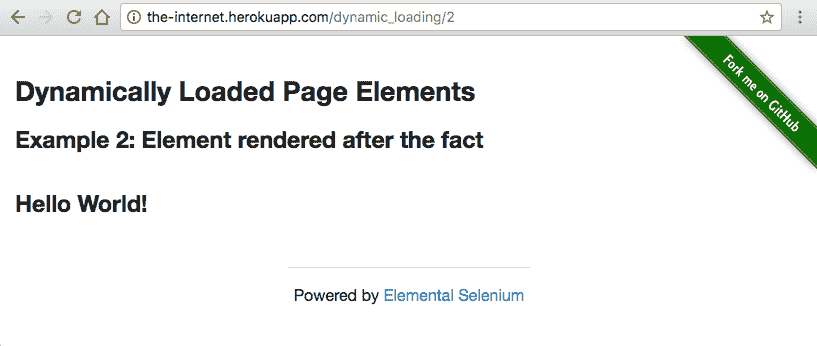 the-internet.herokuapp.com/dynamic_loading/2
Fork me on GitHub
Dynamically Loaded Page Elements
Example 2: Element rendered after the fact
Hello World!
Powered by Elemental Selenium